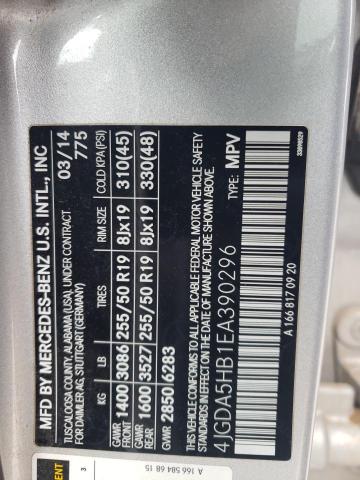 MFD BY MERCEDES-BENZ U.S. INTL., INC
TUSCALOOSA COUNTY, ALABAMA (USA), UNDER CONTRACT 03/14
FOR DAIMLER AG, STUTTGART (GERMANY) 775
KG LB TIRES RIM SIZE COLD KPA(PSI)
GAWR FRONT 1400 3086 255/50 R19 8Jx19 310(45)
GAWR REAR 1600 3527 255/50 R19 8Jx19 330(48)
GVWR 2850 6283
THIS VEHICLE CONFORMS TO ALL APPLICABLE FEDERAL MOTOR VEHICLE SAFETY
STANDARDS IN EFFECT ON THE DATE OF MANUFACTURE SHOWN ABOVE.
4JGDA5HB1EA390296 TYPE: MPV
A 166 817 09 20
A 166 584 68 15
3